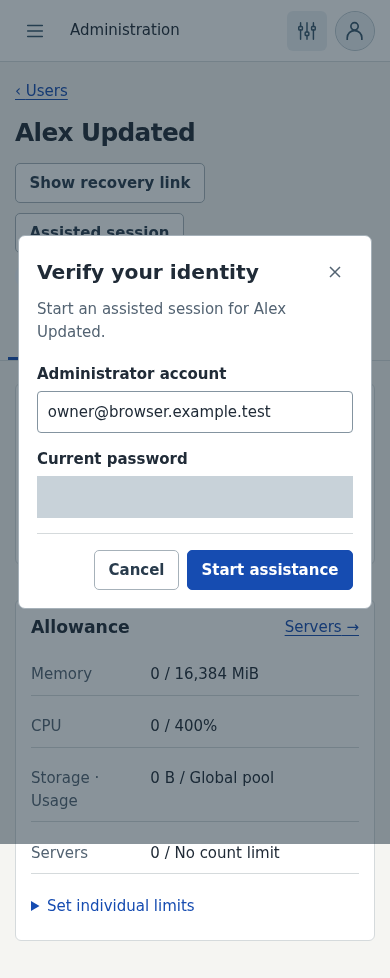 Administration
‹ Users
Alex Updated
Show recovery link
Assisted session
Verify your identity
Start an assisted session for Alex
Updated.
Administrator account
owner@browser.example.test
Current password
Cancel
Start assistance
Allowance
Servers →
Memory
0 / 16,384 MiB
CPU
0 / 400%
Storage ·
Usage
0 B / Global pool
Servers
0 / No count limit
Set individual limits